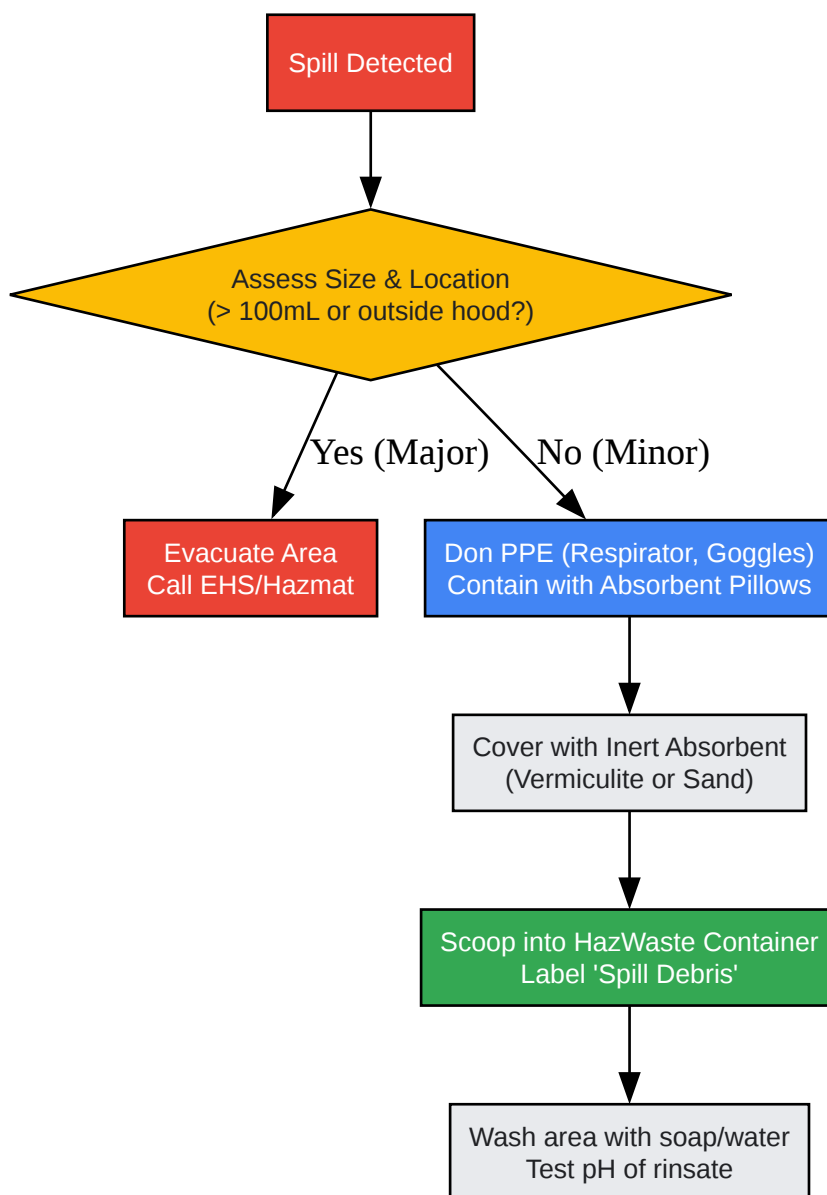 Spill Detected
Assess Size & Location
(> 100mL or outside hood?)
Yes (Major)
No (Minor)
Evacuate Area
Call EHS/Hazmat
Don PPE (Respirator, Goggles)
Contain with Absorbent Pillows
Cover with Inert Absorbent
(Vermiculite or Sand)
Scoop into HazWaste Container
Label 'Spill Debris'
Wash area with soap/water
Test pH of rinsate